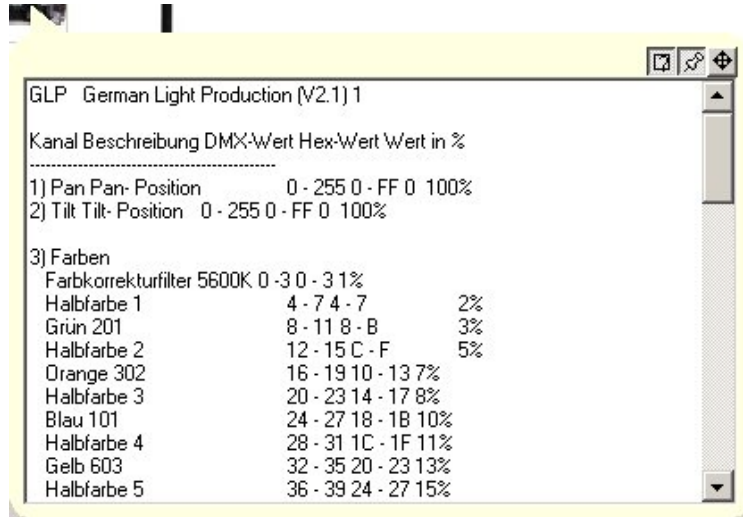 GLP German Light Production (V2.1) 1
Kanal Beschreibung DMX-Wert Hex-Wert Wert in %
----------------------------------------------
1) Pan Pan- Position 0 - 255 0 - FF 0 100%
2) Tilt Tilt- Position 0 - 255 0 - FF 0 100%
3) Farben
Farbkorrekturfilter 5600K 0 -3 0 - 3 1%
Halbfarbe 1 4 - 7 4 - 7 2%
Grün 201 8 - 11 8 - B 3%
Halbfarbe 2 12 - 15 C - F 5%
Orange 302 16 - 19 10 - 13 7%
Halbfarbe 3 20 - 23 14 - 17 8%
Blau 101 24 - 27 18 - 1B 10%
Halbfarbe 4 28 - 31 1C - 1F 11%
Gelb 603 32 - 35 20 - 23 13%
Halbfarbe 5 36 - 39 24 - 27 15%